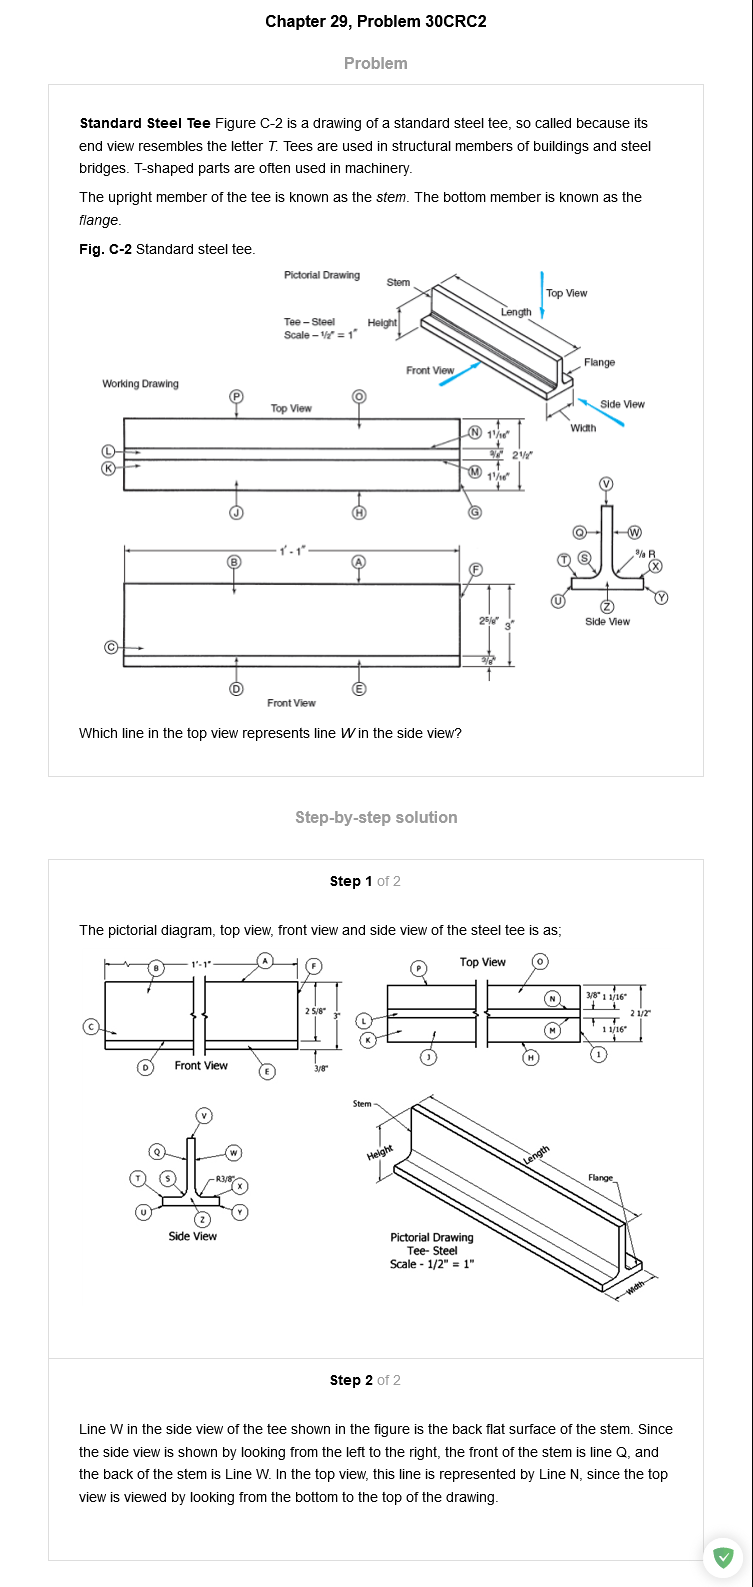 Chapter 29, Problem 30CRC2
Problem
Standard Steel Tee Figure C-2 is a drawing of a standard steel tee, so called because its
end view resembles the letter T. Tees are used in structural members of buildings and steel
bridges. T-shaped parts are often used in machinery.
The upright member of the tee is known as the stem. The bottom member is known as the
flange.
Fig. C-2 Standard steel tee.
Pictorial Drawing
Stem
Top View
Length
Tee – Steel
Height
Scale – 1/2" = 1"
Flange
Front View
Working Drawing
Side View
P
O
Top View
Width
N
1 1/16"
L
3/8"
2 1/2"
K
M
1 1/16"
V
J
H
G
Q
W
1' - 1"
3/8 R
B
A
T
S
X
F
U
Y
Z
2 5/8"
3"
Side View
C
3/8"
D
E
Front View
Which line in the top view represents line W in the side view?
Step-by-step solution
Step 1 of 2
The pictorial diagram, top view, front view and side view of the steel tee is as;
1'-1"
A
B
F
Top View
P
O
N
3/8" 1 1/16"
2 5/8"
3"
2 1/2"
C
L
K
M
1 1/16"
J
H
1
D
Front View
E
3/8"
Stem
V
Q
W
Height
Length
T
S
R3/8"
X
Flange
U
Z
Y
Side View
Pictorial Drawing
Tee- Steel
Scale - 1/2" = 1"
Width
Step 2 of 2
Line W in the side view of the tee shown in the figure is the back flat surface of the stem. Since
the side view is shown by looking from the left to the right, the front of the stem is line Q, and
the back of the stem is Line W. In the top view, this line is represented by Line N, since the top
view is viewed by looking from the bottom to the top of the drawing.